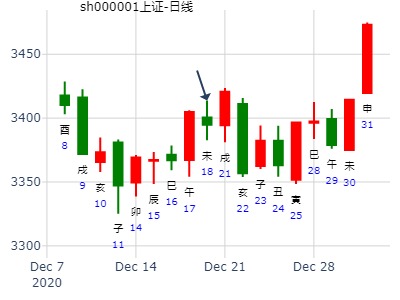 sh000001上证-日线
3450
3400
3350
3300
酉
8
戌
9
亥
10
子
11
卯
14
辰
15
巳
16
午
17
未
18
戌
21
亥
22
子
23
丑
24
寅
25
巳
28
午
29
未
30
申
31
Dec 7
2020
Dec 14
Dec 21
Dec 28